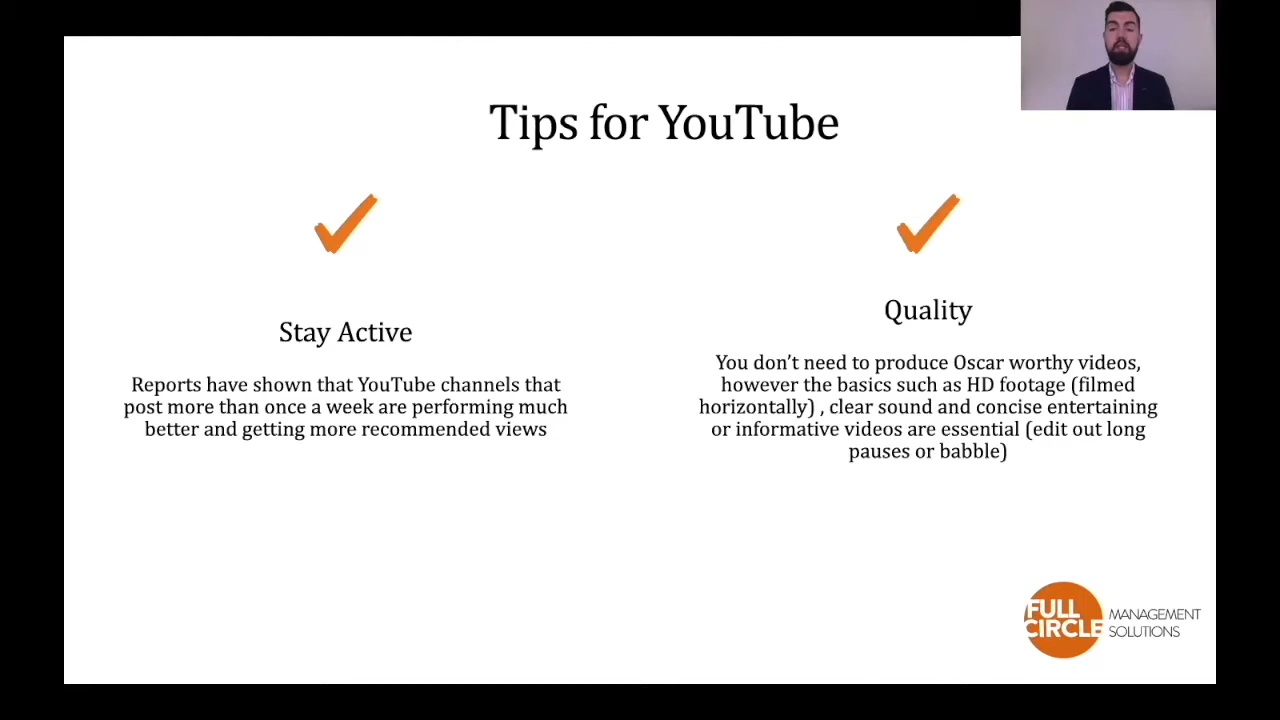 Tips for YouTube
Stay Active
Reports have shown that YouTube channels that
post more than once a week are performing much
better and getting more recommended views
Quality
You don’t need to produce Oscar worthy videos,
however the basics such as HD footage (filmed
horizontally) , clear sound and concise entertaining
or informative videos are essential (edit out long
pauses or babble)
FULL
CIRCLE
MANAGEMENT
SOLUTIONS